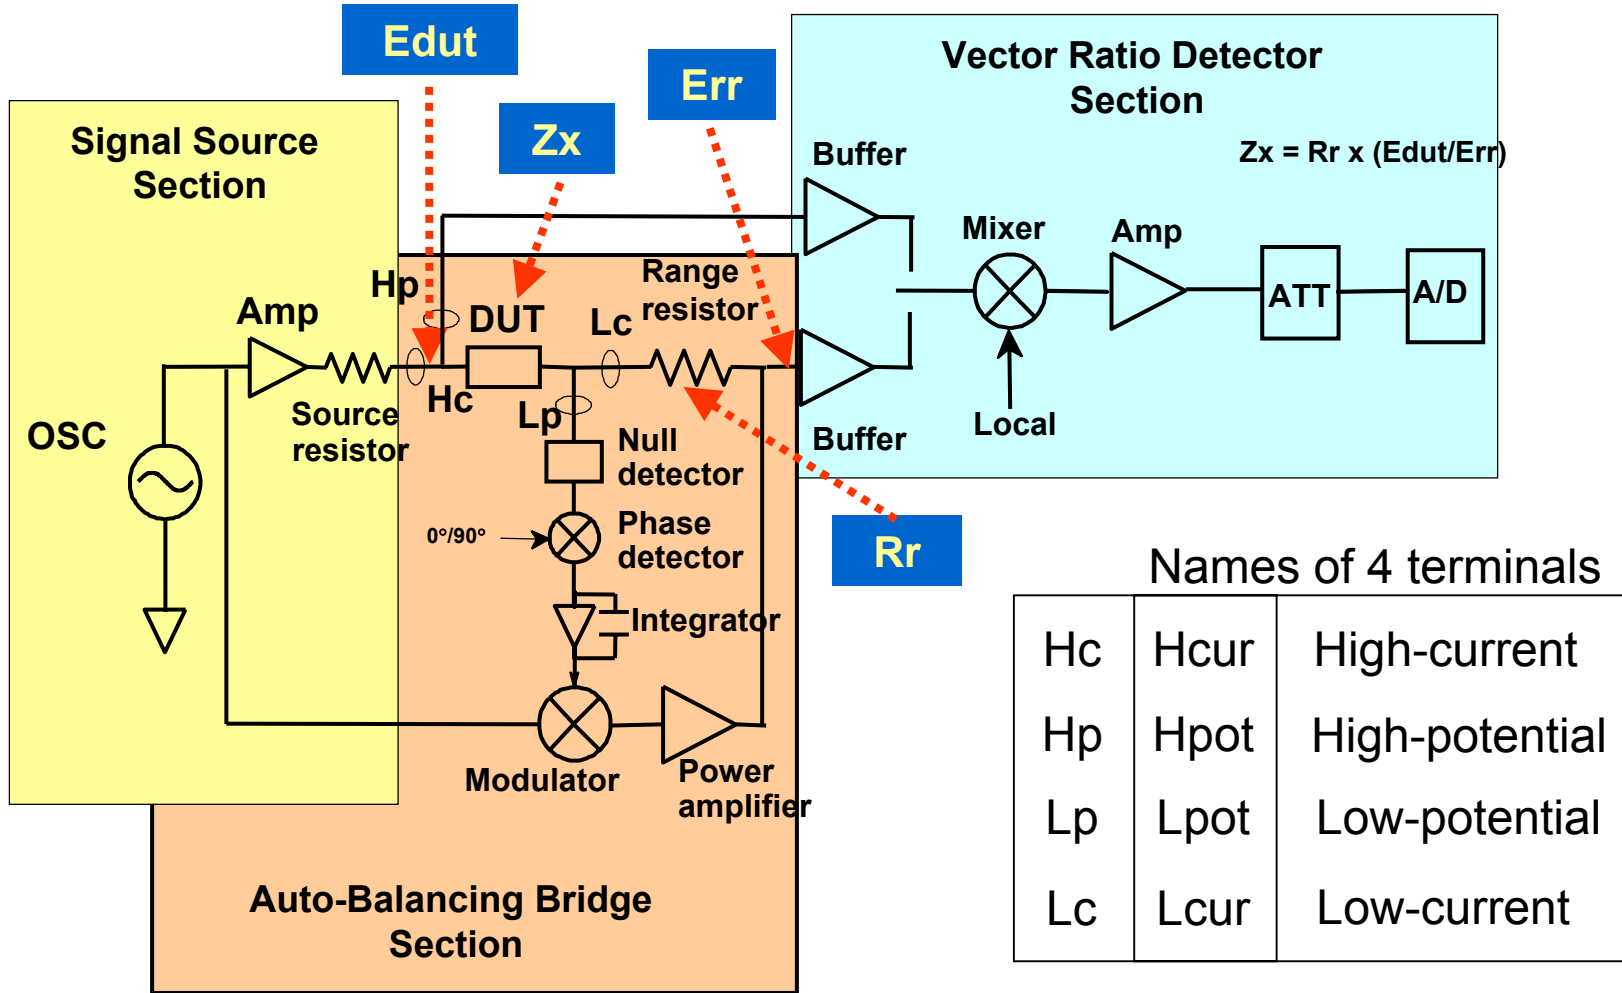 Edut
Zx
Err
Signal Source
Section
Vector Ratio Detector
Section
Zx = Rr x (Edut/Err)
Buffer
Mixer
Amp
ATT
A/D
Local
Buffer
Hp
DUT
Lc
Range
resistor
Amp
Hc
Lp
Source
resistor
OSC
Null
detector
0°/90°
Phase
detector
Rr
Integrator
Modulator
Power
amplifier
Auto-Balancing Bridge
Section
Names of 4 terminals
Hc Hcur High-current
Hp Hpot High-potential
Lp Lpot Low-potential
Lc Lcur Low-current